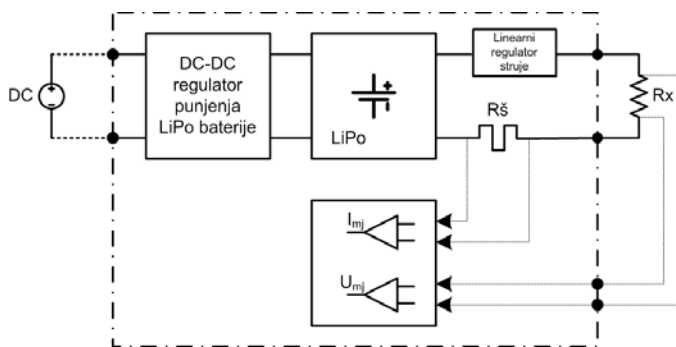 DC
DC-DC
regulator
punjenja
LiPo baterije
LiPo
Linearni
regulator
struje
Rš
Rx
Imj
Umj